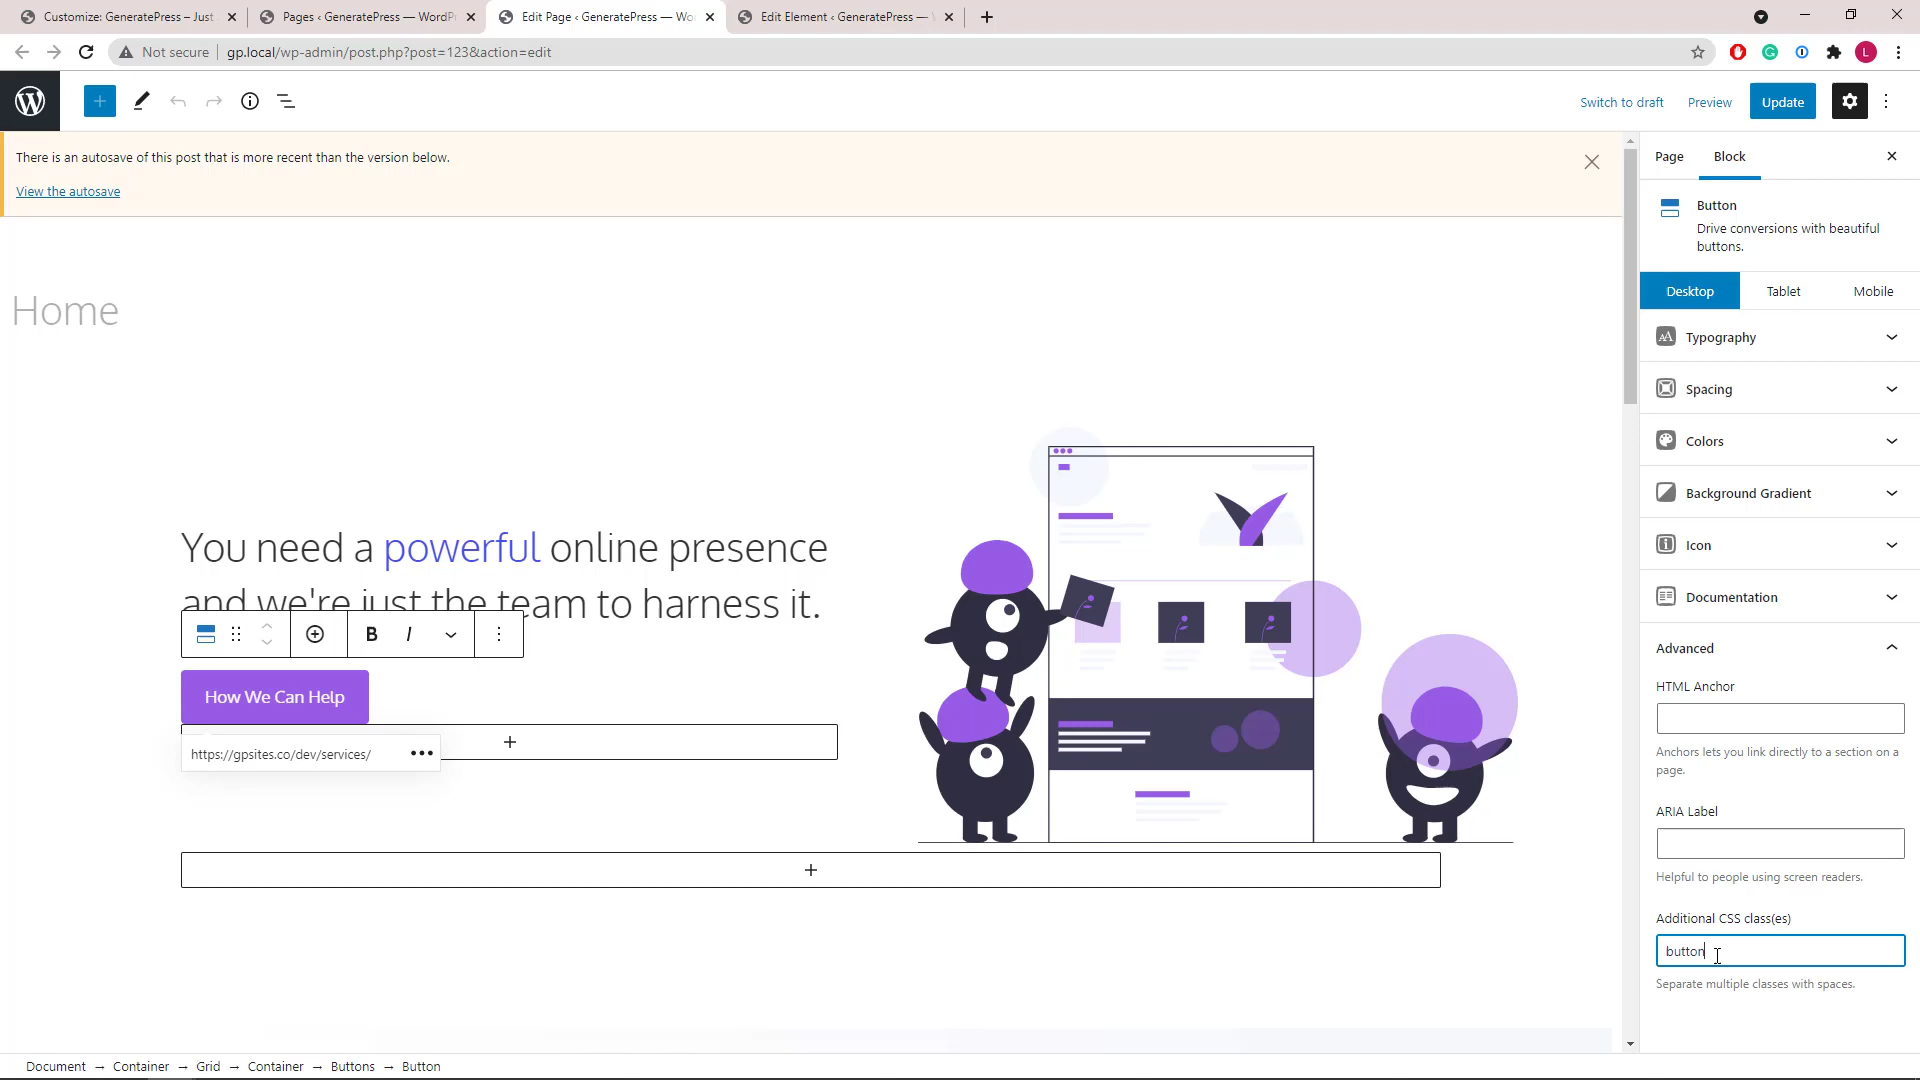 Customize: GeneratePress – Just
Pages ‹ GeneratePress — WordPr
Edit Page ‹ GeneratePress — Wo
Edit Element ‹ GeneratePress —
Not secure
gp.local/wp-admin/post.php?post=123&action=edit
L
Switch to draft
Preview
Update
There is an autosave of this post that is more recent than the version below.
View the autosave
Home
You need a powerful online presence
and we're just the team to harness it.
B
I
How We Can Help
https://gpsites.co/dev/services/
Page
Block
Button
Drive conversions with beautiful
buttons.
Desktop
Tablet
Mobile
Typography
Spacing
Colors
Background Gradient
Icon
Documentation
Advanced
HTML Anchor
Anchors lets you link directly to a section on a
page.
ARIA Label
Helpful to people using screen readers.
Additional CSS class(es)
button
Separate multiple classes with spaces.
Document → Container → Grid → Container → Buttons → Button